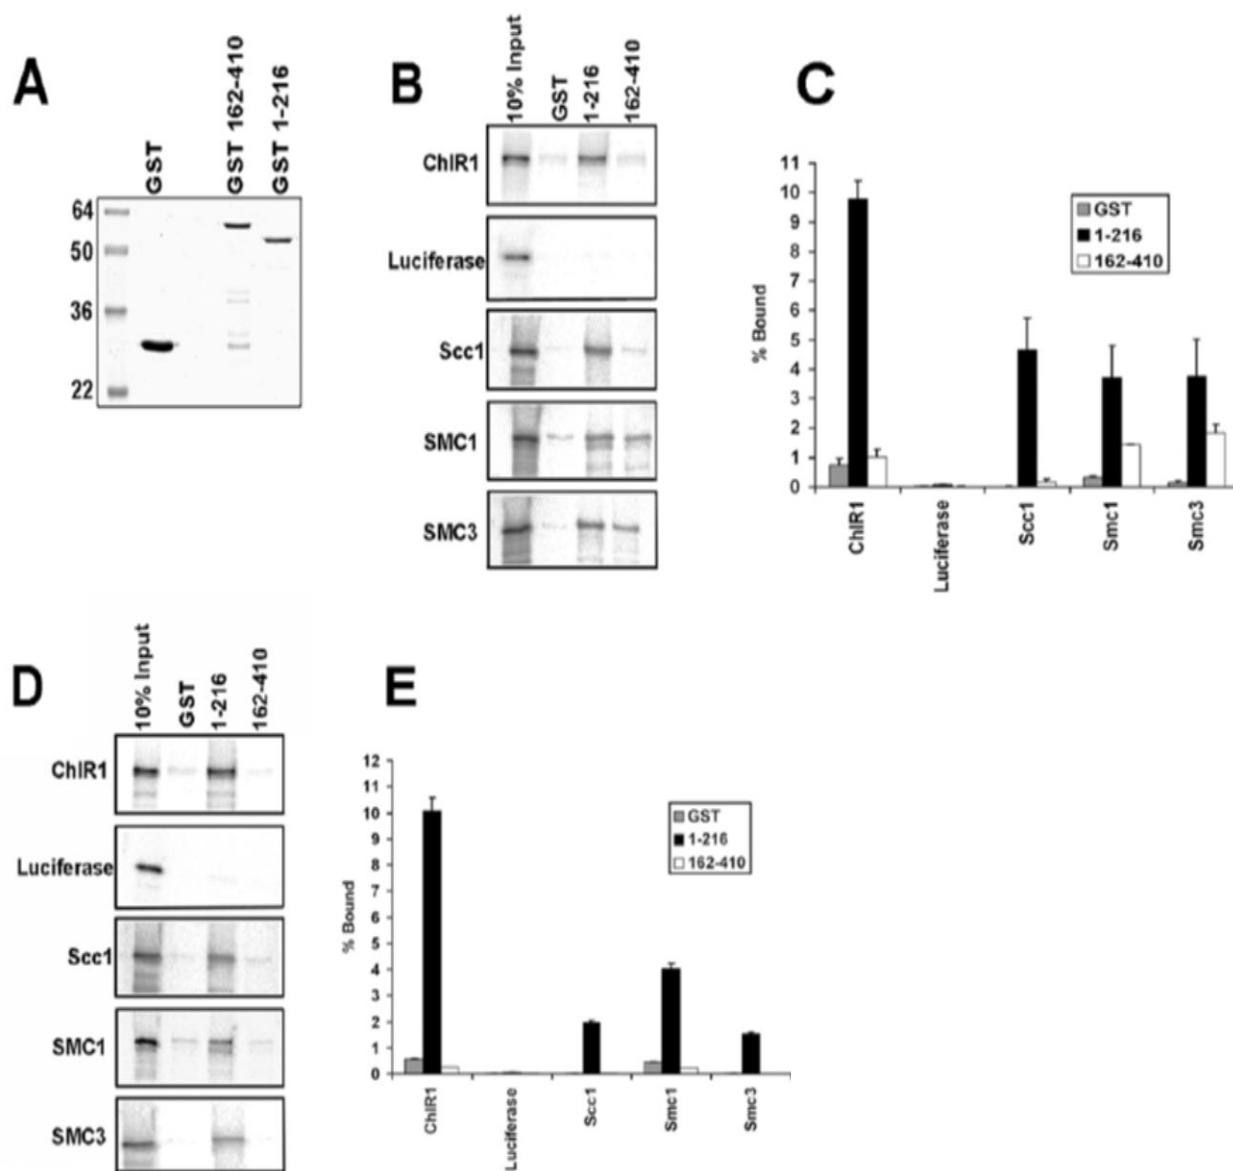 A
GST
GST 162-410
GST 1-216
64
50
36
22
B
10% Input
GST
1-216
162-410
ChlR1
Luciferase
Scc1
SMC1
SMC3
C
11
10
9
8
7
6
5
4
3
2
1
0
% Bound
GST
1-216
162-410
ChlR1
Luciferase
Scc1
Smc1
Smc3
D
10% Input
GST
1-216
162-410
ChlR1
Luciferase
Scc1
SMC1
SMC3
E
12
11
10
9
8
7
6
5
4
3
2
1
0
% Bound
GST
1-216
162-410
ChlR1
Luciferase
Scc1
Smc1
Smc3